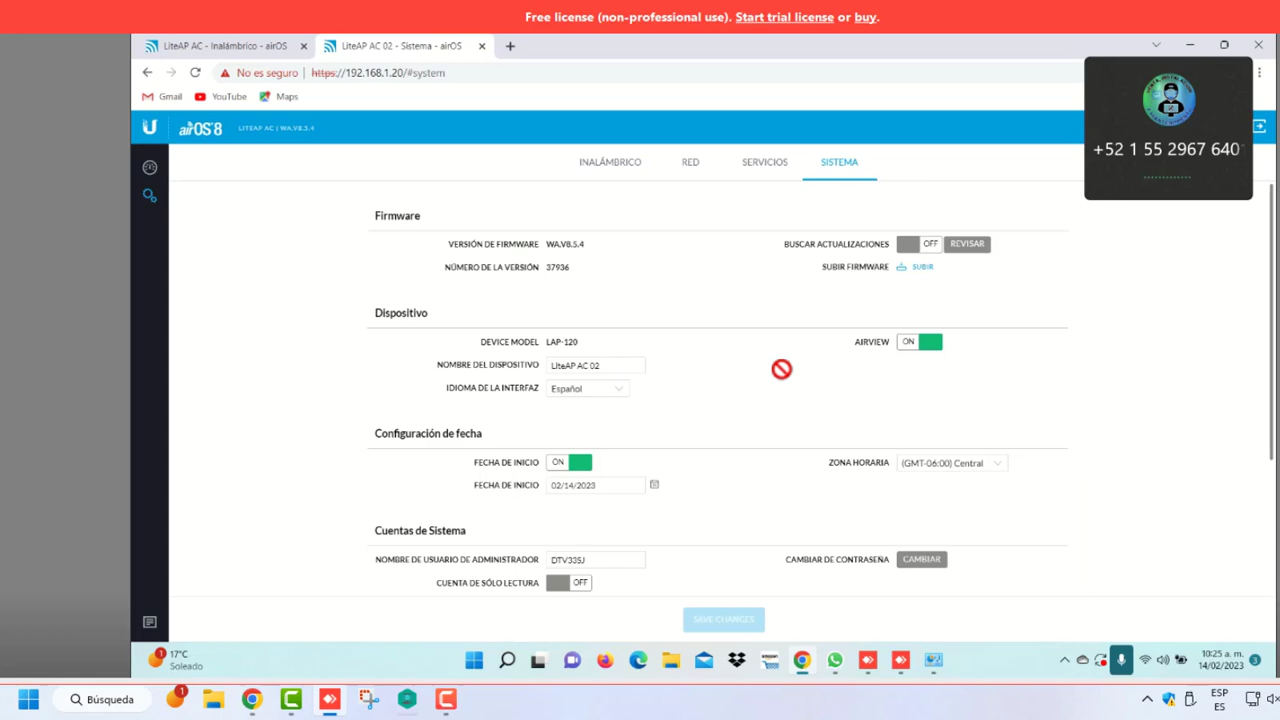 Free license (non-professional use). Start trial license or buy.
LiteAP AC - Inalámbrico - airOS
LiteAP AC 02 - Sistema - airOS
No es seguro | https://192.168.1.20/#system
Gmail YouTube Maps
+52 1 55 2967 640
airOS 8 LITEAP AC | WA.V8.5.4
INALÁMBRICO RED SERVICIOS SISTEMA
Firmware
VERSIÓN DE FIRMWARE WA.V8.5.4
BUSCAR ACTUALIZACIONES OFF REVISAR
NÚMERO DE LA VERSIÓN 37936
SUBIR FIRMWARE SUBIR
Dispositivo
DEVICE MODEL LAP-120
AIRVIEW ON
NOMBRE DEL DISPOSITIVO LiteAP AC 02
IDIOMA DE LA INTERFAZ Español
Configuración de fecha
FECHA DE INICIO ON
ZONA HORARIA (GMT-06:00) Central
FECHA DE INICIO 02/14/2023
Cuentas de Sistema
NOMBRE DE USUARIO DE ADMINISTRADOR DTV335J
CAMBIAR DE CONTRASEÑA CAMBIAR
CUENTA DE SÓLO LECTURA OFF
SAVE CHANGES
1 17°C
Soleado
amazon
10:25 a. m.
14/02/2023 3
Búsqueda
1
ESP
ES